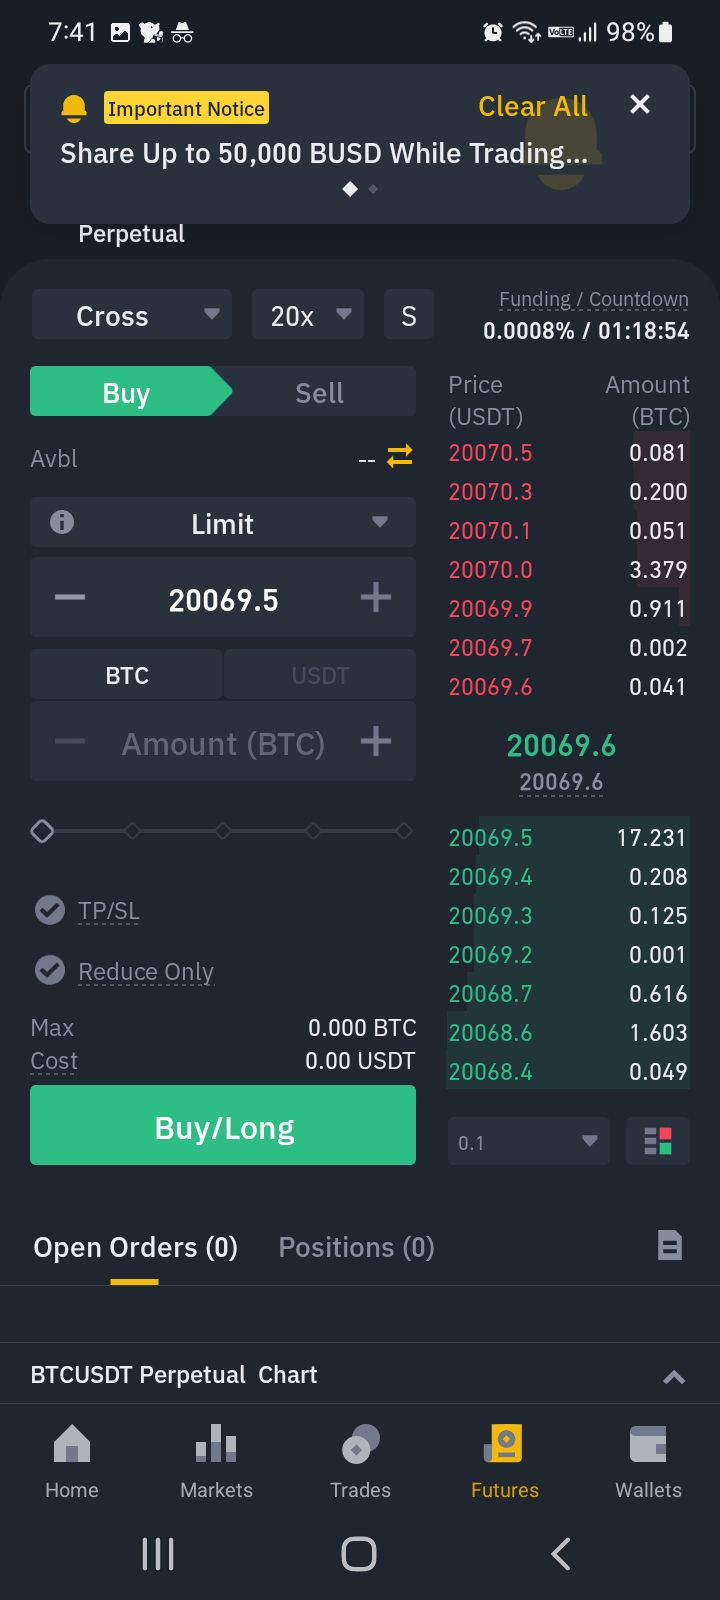 7:41
VoLTE
98%
Important Notice
Clear All
Share Up to 50,000 BUSD While Trading...
Perpetual
Cross
20x
S
Funding / Countdown
0.0008% / 01:18:54
Buy
Sell
Price Amount
(USDT) (BTC)
Avbl
--
Limit
20069.5
BTC
USDT
Amount (BTC)
20070.5 0.081
20070.3 0.200
20070.1 0.051
20070.0 3.379
20069.9 0.911
20069.7 0.002
20069.6 0.041
20069.6
20069.6
20069.5 17.231
20069.4 0.208
20069.3 0.125
20069.2 0.001
20068.7 0.616
20068.6 1.603
20068.4 0.049
TP/SL
Reduce Only
Max 0.000 BTC
Cost 0.00 USDT
Buy/Long
0.1
Open Orders (0)
Positions (0)
BTCUSDT Perpetual Chart
Home
Markets
Trades
Futures
Wallets